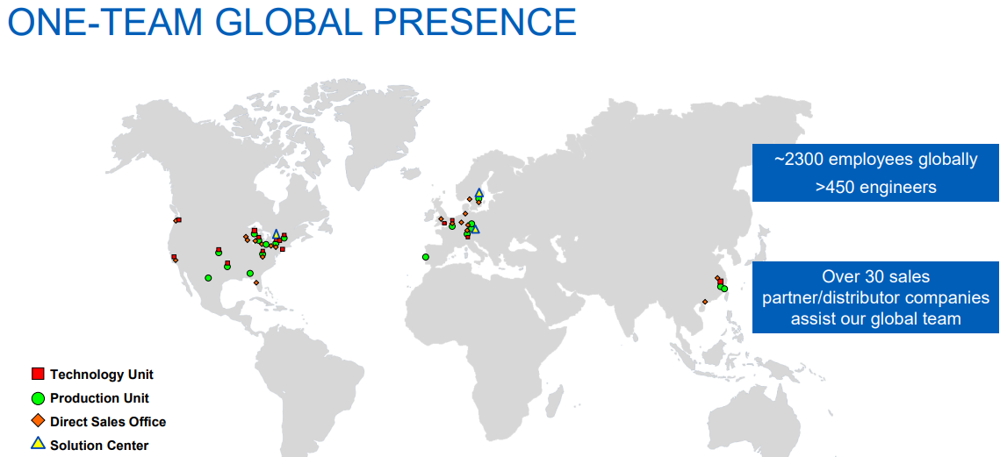 ONE-TEAM GLOBAL PRESENCE
~2300 employees globally
>450 engineers
Over 30 sales
partner/distributor companies
assist our global team
Technology Unit
Production Unit
Direct Sales Office
Solution Center